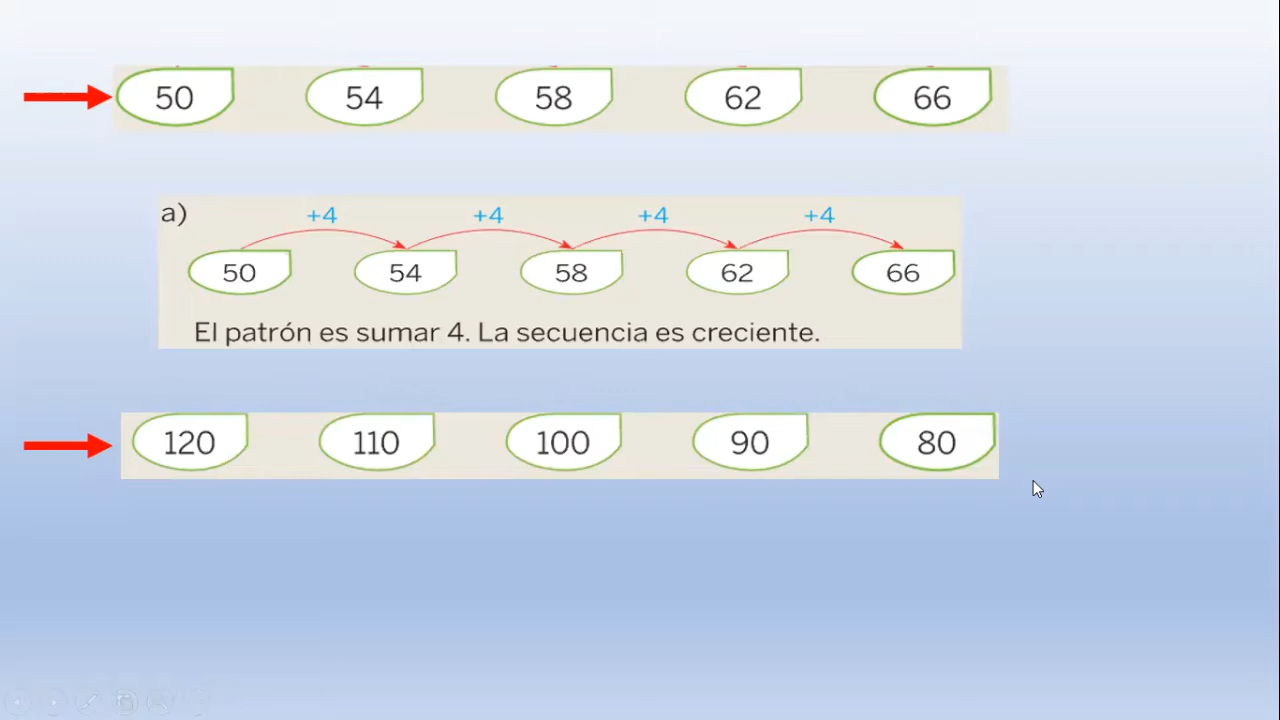 50 54 58 62 66
a) +4 +4 +4 +4
50 54 58 62 66
El patrón es sumar 4. La secuencia es creciente.
120 110 100 90 80